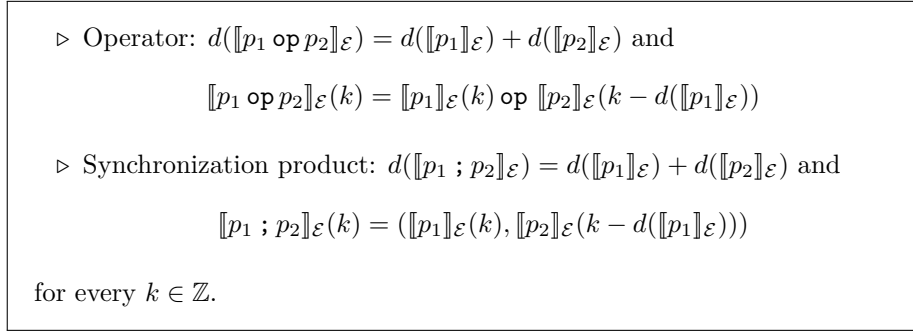 ▷ Operator: d(⟦p₁ op p₂⟧_ℰ) = d(⟦p₁⟧_ℰ) + d(⟦p₂⟧_ℰ) and
⟦p₁ op p₂⟧_ℰ(k) = ⟦p₁⟧_ℰ(k) op ⟦p₂⟧_ℰ(k − d(⟦p₁⟧_ℰ))
▷ Synchronization product: d(⟦p₁ ; p₂⟧_ℰ) = d(⟦p₁⟧_ℰ) + d(⟦p₂⟧_ℰ) and
⟦p₁ ; p₂⟧_ℰ(k) = (⟦p₁⟧_ℰ(k), ⟦p₂⟧_ℰ(k − d(⟦p₁⟧_ℰ)))
for every k ∈ ℤ.